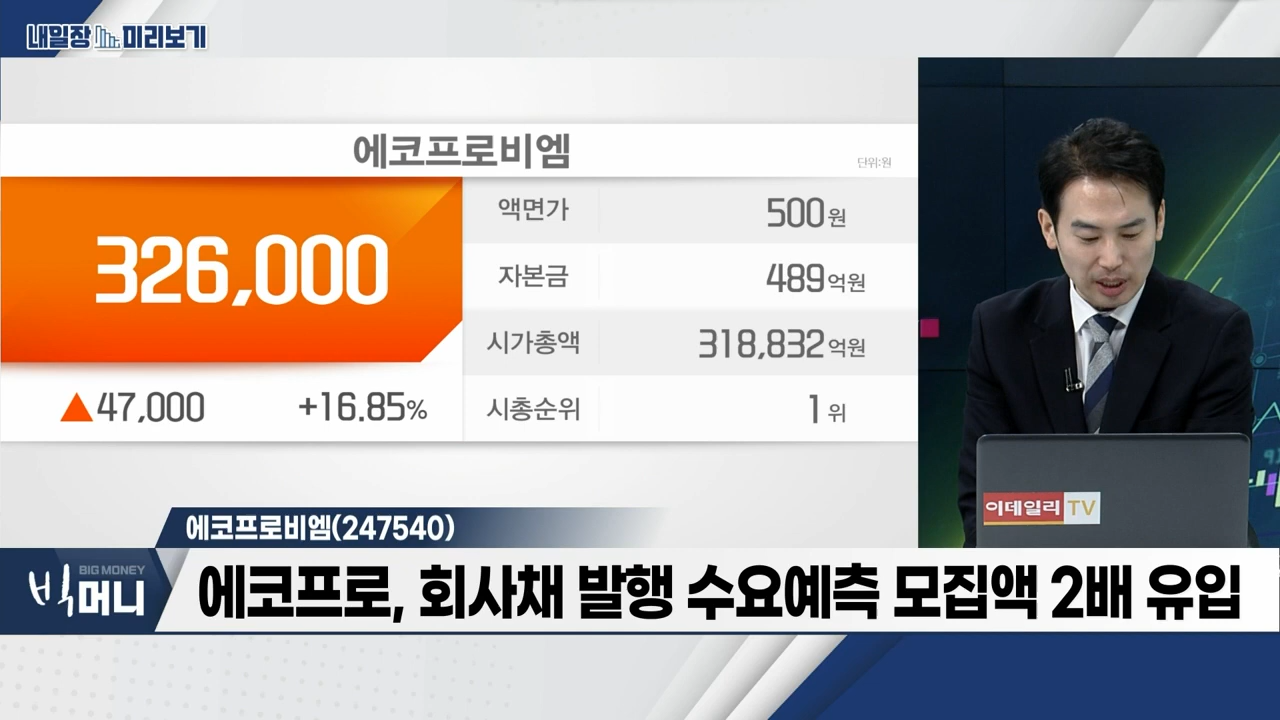 내일장 미리보기
에코프로비엠
단위:원
326,000
▲47,000 +16.85%
액면가 500원
자본금 489억원
시가총액 318,832억원
시총순위 1위
이데일리 TV
에코프로비엠(247540)
BIG MONEY
빅머니
에코프로, 회사채 발행 수요예측 모집액 2배 유입